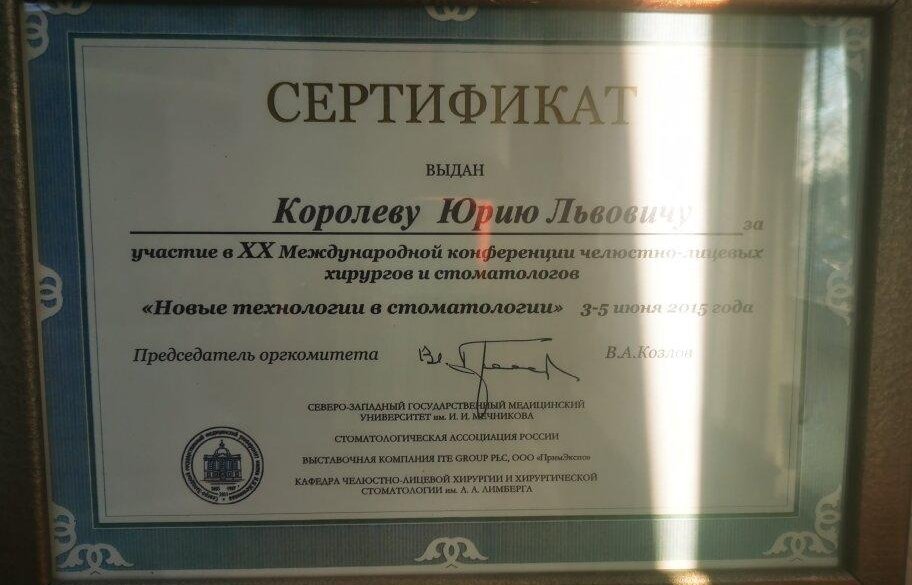 СЕРТИФИКАТ
ВЫДАН
Королеву Юрию Львовичу
за
участие в XX Международной конференции челюстно-лицевых
хирургов и стоматологов
«Новые технологии в стоматологии» 3-5 июня 2015 года
Председатель оргкомитета В.А.Козлов
СЕВЕРО-ЗАПАДНЫЙ ГОСУДАРСТВЕННЫЙ МЕДИЦИНСКИЙ
УНИВЕРСИТЕТ им. И. И. МЕЧНИКОВА
СТОМАТОЛОГИЧЕСКАЯ АССОЦИАЦИЯ РОССИИ
ВЫСТАВОЧНАЯ КОМПАНИЯ ITE GROUP PLC, ООО «ПримЭкспо»
КАФЕДРА ЧЕЛЮСТНО-ЛИЦЕВОЙ ХИРУРГИИ И ХИРУРГИЧЕСКОЙ
СТОМАТОЛОГИИ им. А. А. ЛИМБЕРГА